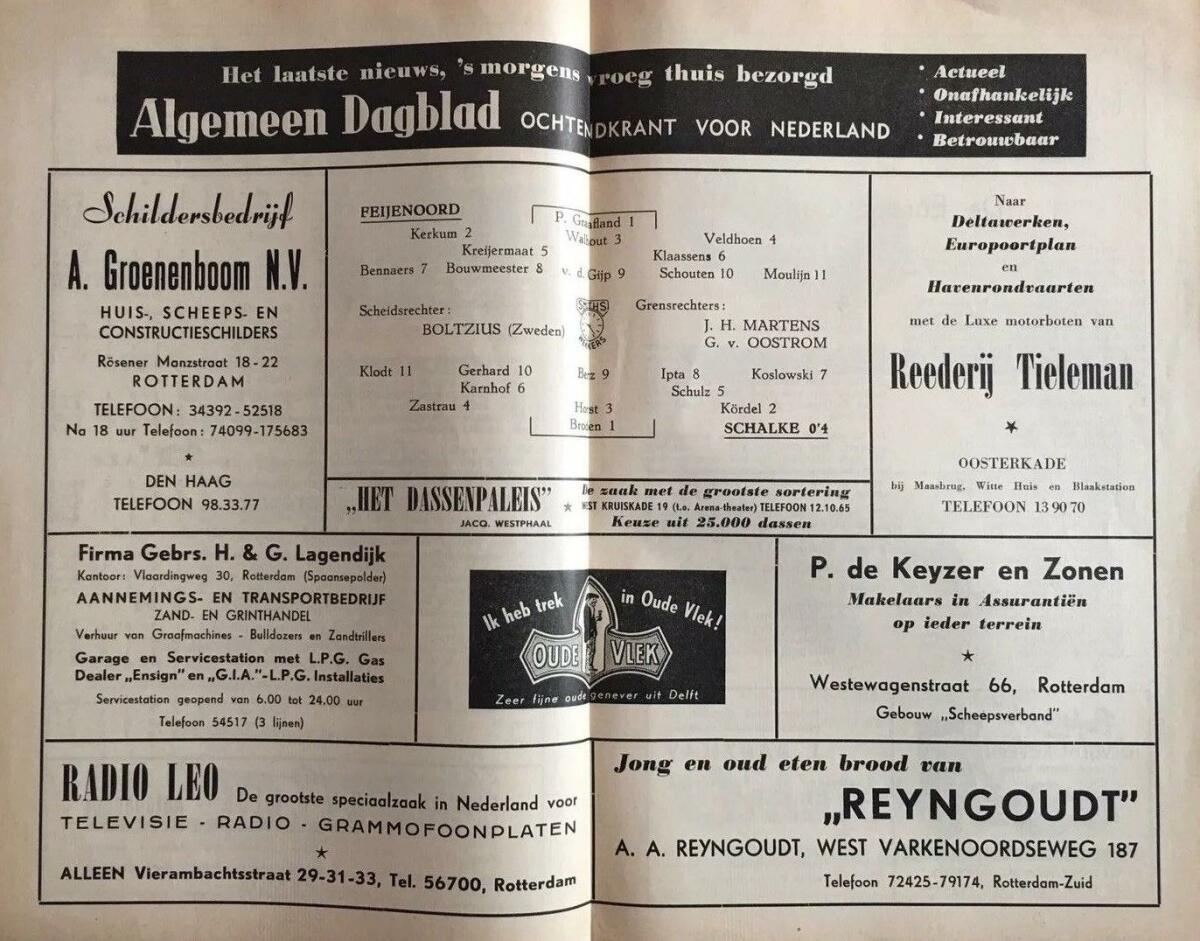 Het laatste nieuws, 's morgens vroeg thuis bezorgd
Algemeen Dagblad OCHTENDKRANT VOOR NEDERLAND
* Actueel
* Onafhankelijk
* Interessant
* Betrouwbaar
Schildersbedrijf
A. Groenenboom N.V.
HUIS-, SCHEEPS- EN
CONSTRUCTIESCHILDERS
Rösener Manzstraat 18-22
ROTTERDAM
TELEFOON: 34392-52518
Na 18 uur Telefoon: 74099-175683
★
DEN HAAG
TELEFOON 98.33.77
FEIJENOORD
P. Graafland 1
Kerkum 2 Walhout 3 Veldhoen 4
Kreijermaat 5 Klaassens 6
Bennaers 7 Bouwmeester 8 v. d. Gijp 9 Schouten 10 Moulijn 11
Scheidsrechter:
BOLTZIUS (Zweden)
Grensrechters:
J. H. MARTENS
G. v. OOSTROM
Klodt 11 Gerhard 10 Berz 9 Ipta 8 Koslowski 7
Karnhof 6 Schulz 5
Zastrau 4 Horst 3 Kördel 2
Broden 1
SCHALKE 0'4
„HET DASSENPALEIS”
JACQ. WESTPHAAL
★ De zaak met de grootste sortering
WEST KRUISKADE 19 (t.o. Arena-theater) TELEFOON 12.10.65
Keuze uit 25.000 dassen
Naar
Deltawerken,
Europoortplan
en
Havenrondvaarten
met de Luxe motorboten van
Reederij Tieleman
★
OOSTERKADE
bij Maasbrug, Witte Huis en Blaakstation
TELEFOON 13 90 70
Firma Gebrs. H. & G. Lagendijk
Kantoor: Vlaardingweg 30, Rotterdam (Spaansepolder)
AANNEMINGS- EN TRANSPORTBEDRIJF
ZAND- EN GRINTHANDEL
Verhuur van Graafmachines - Bulldozers en Zandtrillers
Garage en Servicestation met L.P.G. Gas
Dealer „Ensign” en „G.I.A.”-L.P.G. Installaties
Servicestation geopend van 6.00 tot 24.00 uur
Telefoon 54517 (3 lijnen)
Ik heb trek in Oude Vlek!
OUDE VLEK
Zeer fijne oude genever uit Delft
P. de Keyzer en Zonen
Makelaars in Assurantiën
op ieder terrein
★
Westewagenstraat 66, Rotterdam
Gebouw „Scheepsverband”
RADIO LEO De grootste speciaalzaak in Nederland voor
TELEVISIE - RADIO - GRAMMOFOONPLATEN
★
ALLEEN Vierambachtsstraat 29-31-33, Tel. 56700, Rotterdam
Jong en oud eten brood van
„REYNGOUDT”
A. A. REYNGOUDT, WEST VARKENOORDSEWEG 187
Telefoon 72425-79174, Rotterdam-Zuid